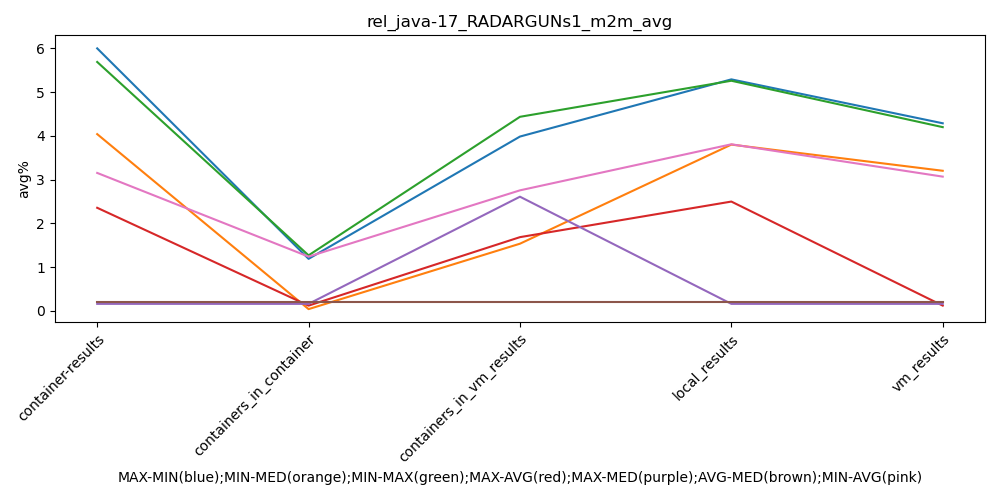 rel_java-17_RADARGUNs1_m2m_avg
avg%
6
5
4
3
2
1
0
container-results
containers_in_container
containers_in_vm_results
local_results
vm_results
MAX-MIN(blue);MIN-MED(orange);MIN-MAX(green);MAX-AVG(red);MAX-MED(purple);AVG-MED(brown);MIN-AVG(pink)